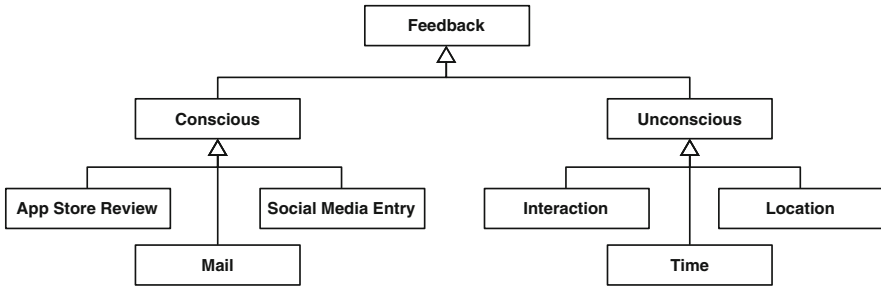 Feedback
Conscious
Unconscious
App Store Review
Social Media Entry
Interaction
Location
Mail
Time